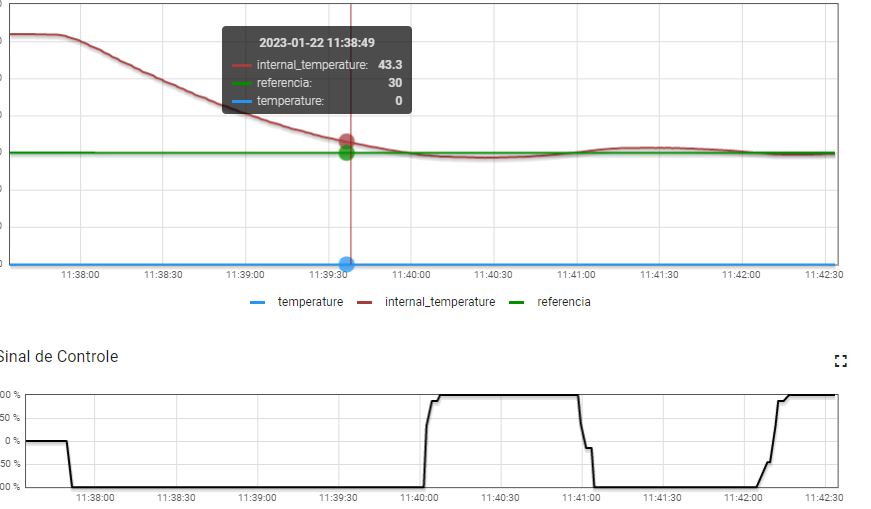 2023-01-22 11:38:49
internal_temperature: 43.3
referencia: 30
temperature: 0
11:38:00 11:38:30 11:39:00 11:39:30 11:40:00 11:40:30 11:41:00 11:41:30 11:42:00 11:42:30
temperature internal_temperature referencia
Sinal de Controle
00 %
50 %
0 %
50 %
00 %
11:38:00 11:38:30 11:39:00 11:39:30 11:40:00 11:40:30 11:41:00 11:41:30 11:42:00 11:42:30